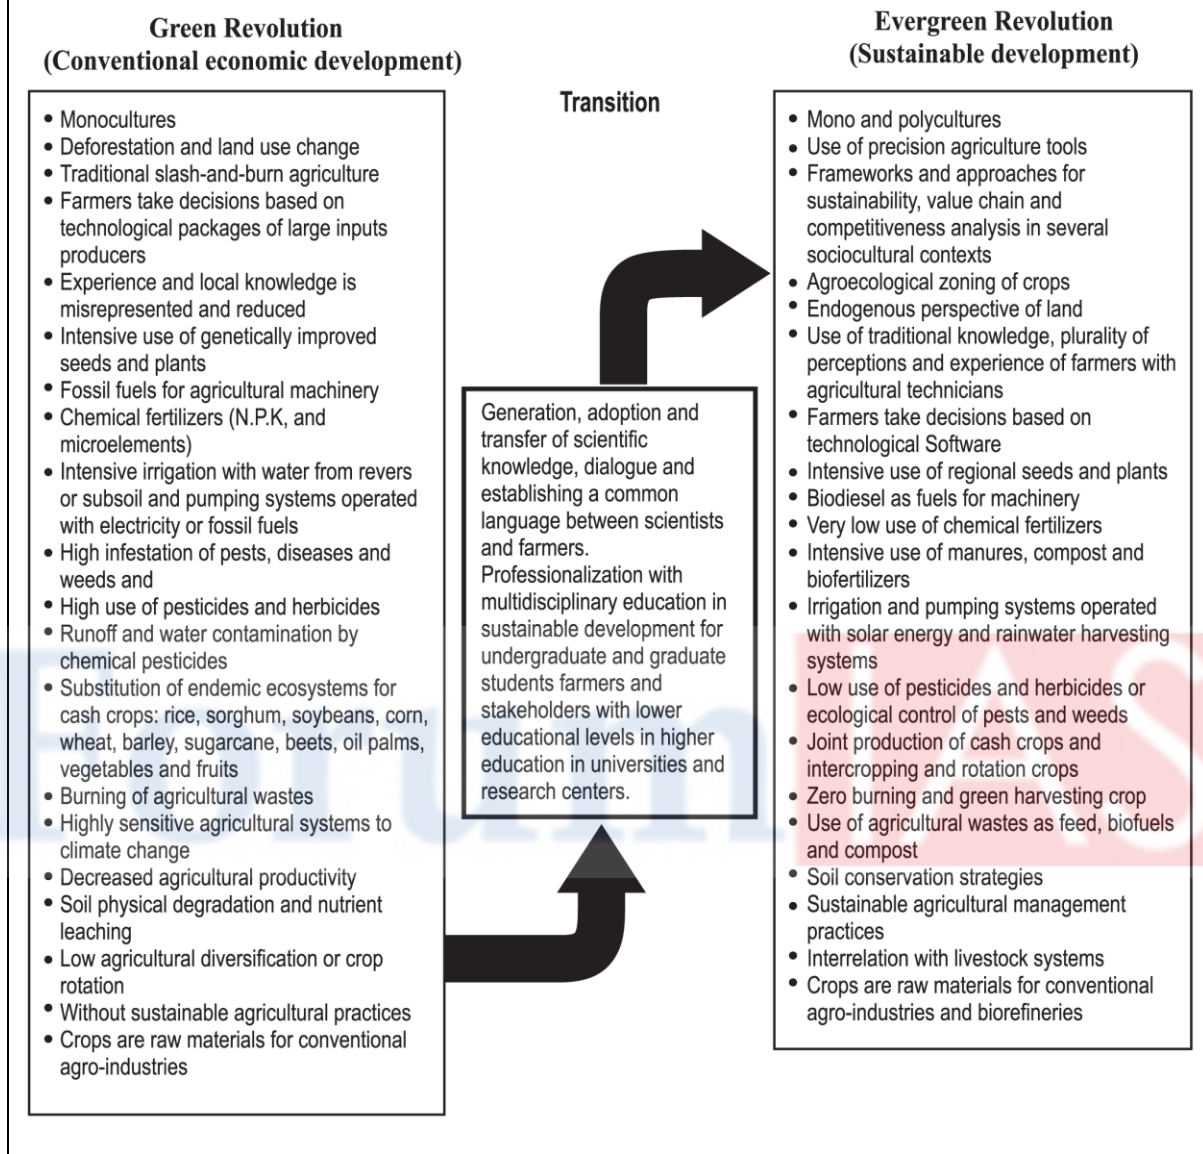 Green Revolution
(Conventional economic development)
• Monocultures
• Deforestation and land use change
• Traditional slash-and-burn agriculture
• Farmers take decisions based on
technological packages of large inputs
producers
• Experience and local knowledge is
misrepresented and reduced
• Intensive use of genetically improved
seeds and plants
• Fossil fuels for agricultural machinery
• Chemical fertilizers (N.P.K, and
microelements)
• Intensive irrigation with water from revers
or subsoil and pumping systems operated
with electricity or fossil fuels
• High infestation of pests, diseases and
weeds and
• High use of pesticides and herbicides
• Runoff and water contamination by
chemical pesticides
• Substitution of endemic ecosystems for
cash crops: rice, sorghum, soybeans, corn,
wheat, barley, sugarcane, beets, oil palms,
vegetables and fruits
• Burning of agricultural wastes
• Highly sensitive agricultural systems to
climate change
• Decreased agricultural productivity
• Soil physical degradation and nutrient
leaching
• Low agricultural diversification or crop
rotation
• Without sustainable agricultural practices
• Crops are raw materials for conventional
agro-industries
Transition
Generation, adoption and
transfer of scientific
knowledge, dialogue and
establishing a common
language between scientists
and farmers.
Professionalization with
multidisciplinary education in
sustainable development for
undergraduate and graduate
students farmers and
stakeholders with lower
educational levels in higher
education in universities and
research centers.
Evergreen Revolution
(Sustainable development)
• Mono and polycultures
• Use of precision agriculture tools
• Frameworks and approaches for
sustainability, value chain and
competitiveness analysis in several
sociocultural contexts
• Agroecological zoning of crops
• Endogenous perspective of land
• Use of traditional knowledge, plurality of
perceptions and experience of farmers with
agricultural technicians
• Farmers take decisions based on
technological Software
• Intensive use of regional seeds and plants
• Biodiesel as fuels for machinery
• Very low use of chemical fertilizers
• Intensive use of manures, compost and
biofertilizers
• Irrigation and pumping systems operated
with solar energy and rainwater harvesting
systems
• Low use of pesticides and herbicides or
ecological control of pests and weeds
• Joint production of cash crops and
intercropping and rotation crops
• Zero burning and green harvesting crop
• Use of agricultural wastes as feed, biofuels
and compost
• Soil conservation strategies
• Sustainable agricultural management
practices
• Interrelation with livestock systems
• Crops are raw materials for conventional
agro-industries and biorefineries
Forum IAS